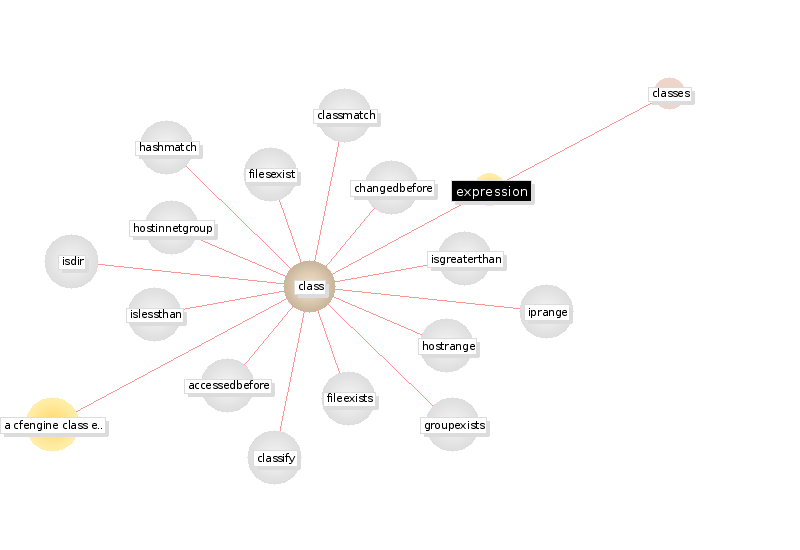 classes
classmatch
hashmatch
filesexist
changedbefore
expression
hostinnetgroup
isdir
isgreaterthan
class
islessthan
iprange
hostrange
accessedbefore
fileexists
a cfengine class e..
groupexists
classify